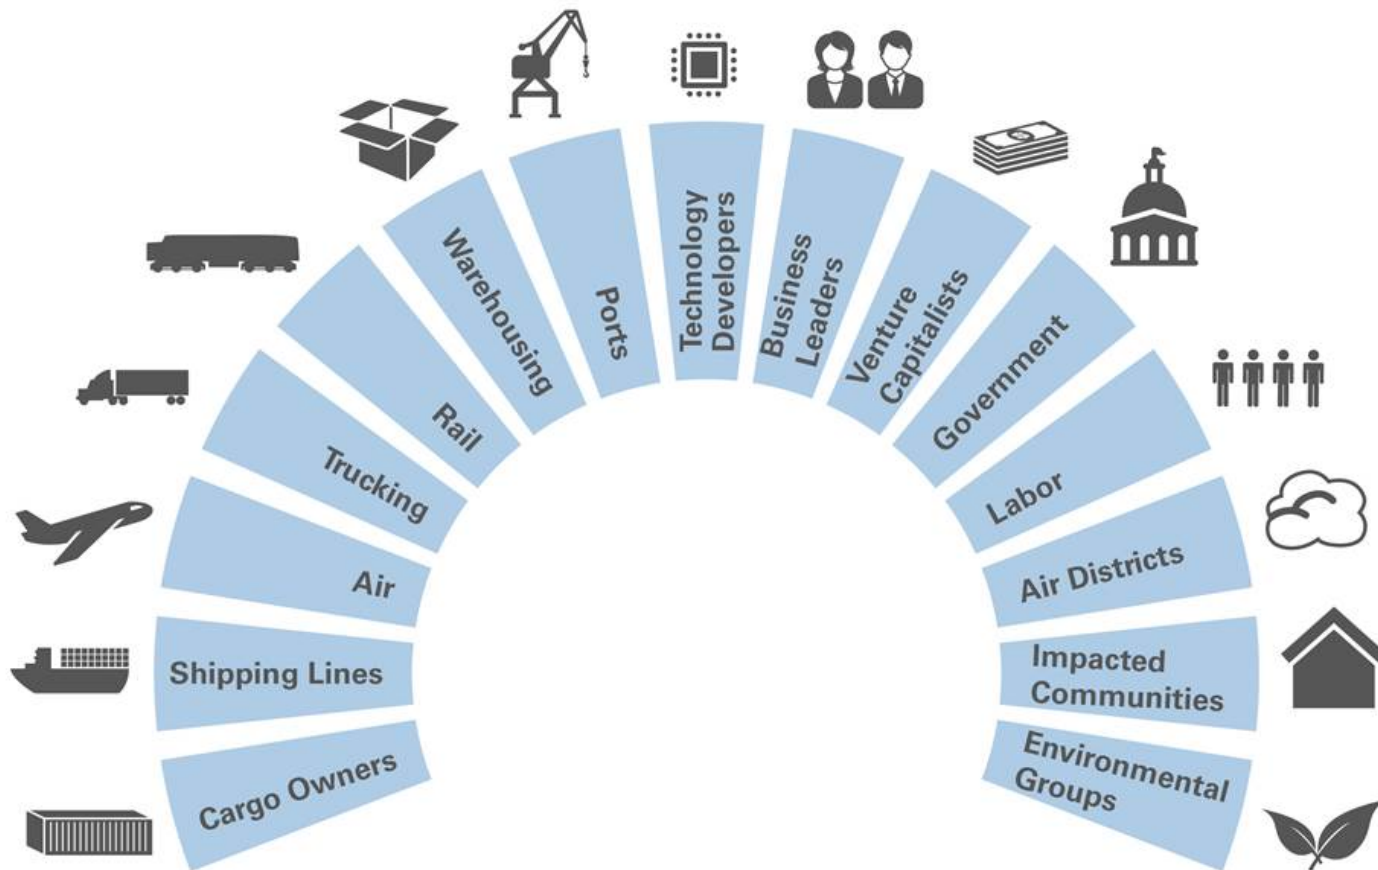 Cargo Owners
Shipping Lines
Air
Trucking
Rail
Warehousing
Ports
Technology
Developers
Business
Leaders
Venture
Capitalists
Government
Labor
Air Districts
Impacted
Communities
Environmental
Groups